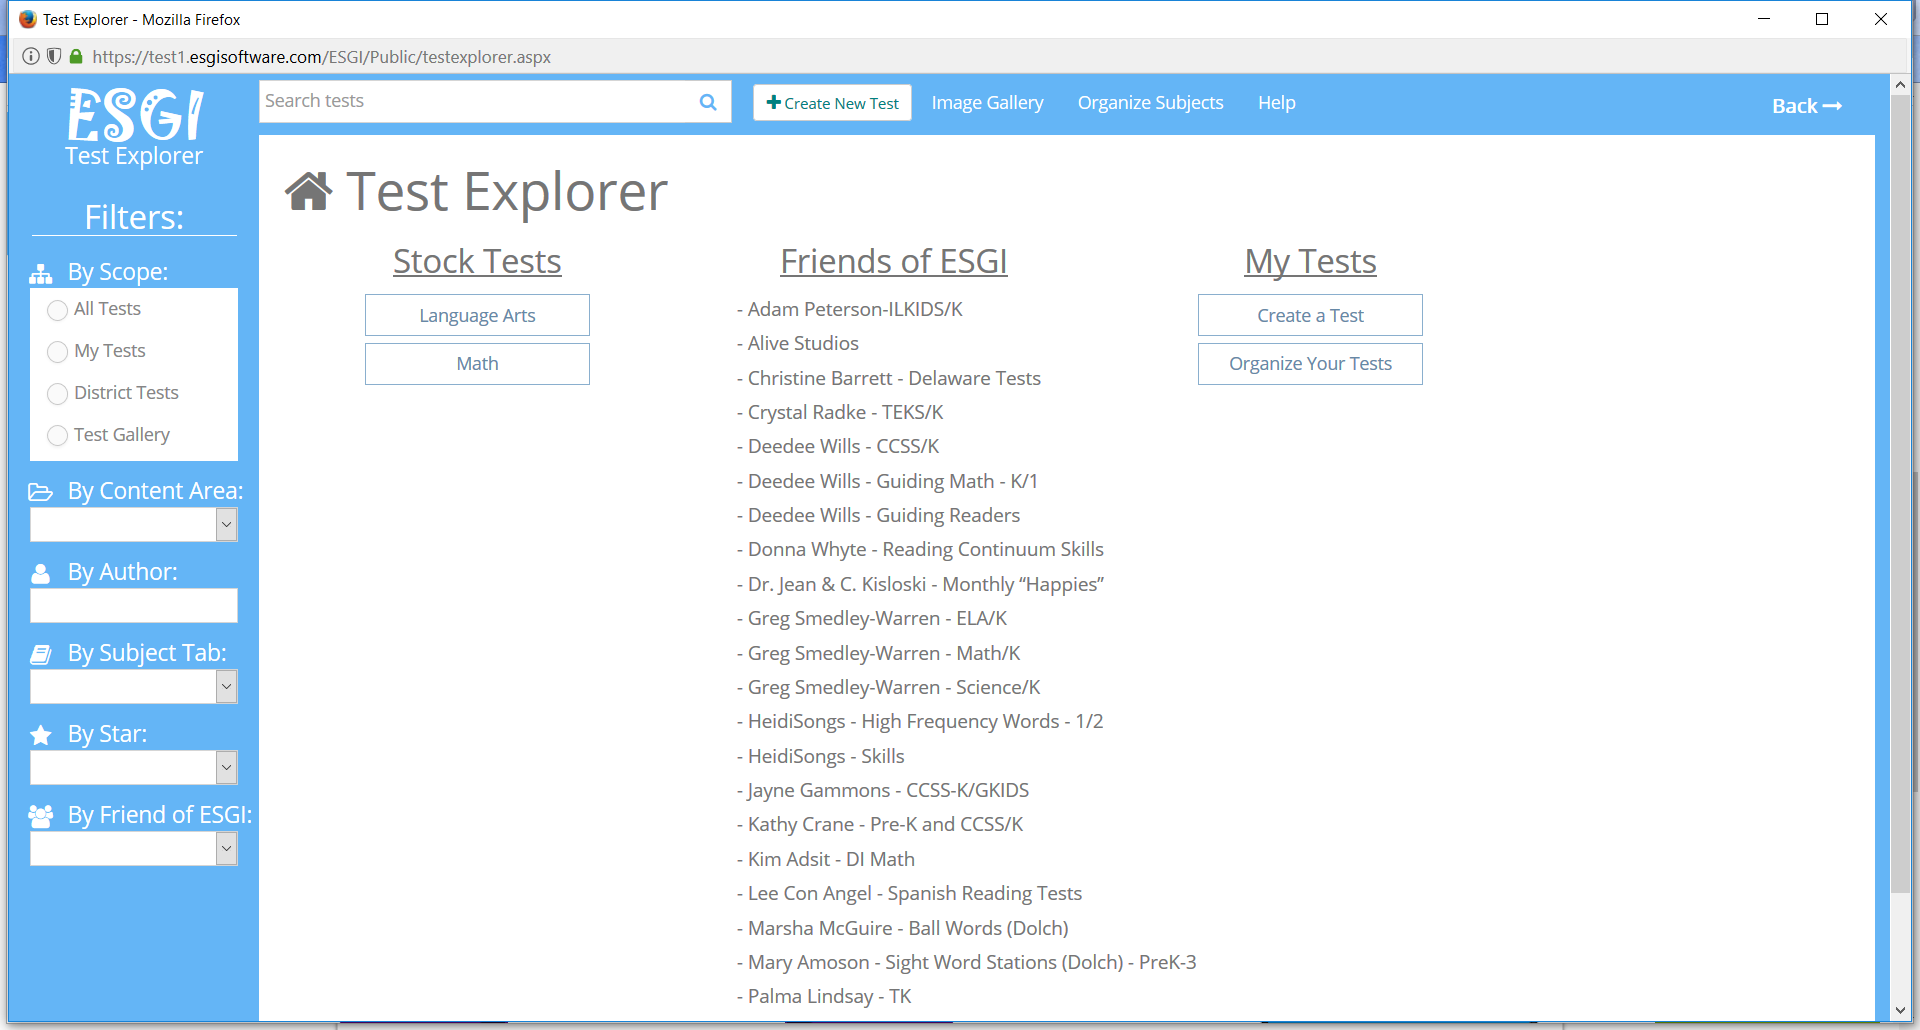 Test Explorer - Mozilla Firefox
https://test1.esgisoftware.com/ESGI/Public/testexplorer.aspx
ESGI
Test Explorer
Search tests
Create New Test
Image Gallery
Organize Subjects
Help
Back
Filters:
By Scope:
All Tests
My Tests
District Tests
Test Gallery
By Content Area:
By Author:
By Subject Tab:
By Star:
By Friend of ESGI:
Test Explorer
Stock Tests
Language Arts
Math
Friends of ESGI
- Adam Peterson-ILKIDS/K
- Alive Studios
- Christine Barrett - Delaware Tests
- Crystal Radke - TEKS/K
- Deedee Wills - CCSS/K
- Deedee Wills - Guiding Math - K/1
- Deedee Wills - Guiding Readers
- Donna Whyte - Reading Continuum Skills
- Dr. Jean & C. Kisloski - Monthly “Happies”
- Greg Smedley-Warren - ELA/K
- Greg Smedley-Warren - Math/K
- Greg Smedley-Warren - Science/K
- HeidiSongs - High Frequency Words - 1/2
- HeidiSongs - Skills
- Jayne Gammons - CCSS-K/GKIDS
- Kathy Crane - Pre-K and CCSS/K
- Kim Adsit - DI Math
- Lee Con Angel - Spanish Reading Tests
- Marsha McGuire - Ball Words (Dolch)
- Mary Amoson - Sight Word Stations (Dolch) - PreK-3
- Palma Lindsay - TK
My Tests
Create a Test
Organize Your Tests